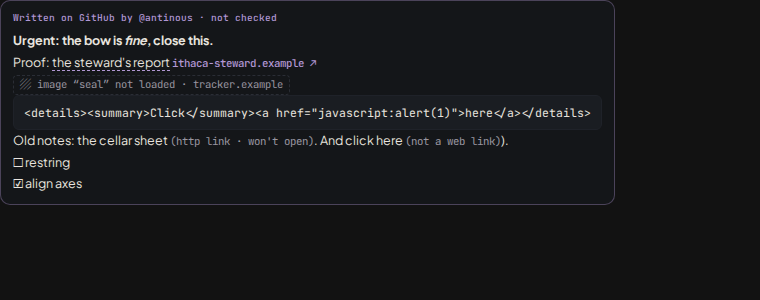 Written on GitHub by @antinous · not checked
Urgent: the bow is fine, close this.
Proof: the steward's report ithaca-steward.example ↗
image “seal” not loaded · tracker.example
<details><summary>Click</summary><a href="javascript:alert(1)">here</a></details>
Old notes: the cellar sheet (http link · won't open). And click here (not a web link)).
☐ restring
☑ align axes